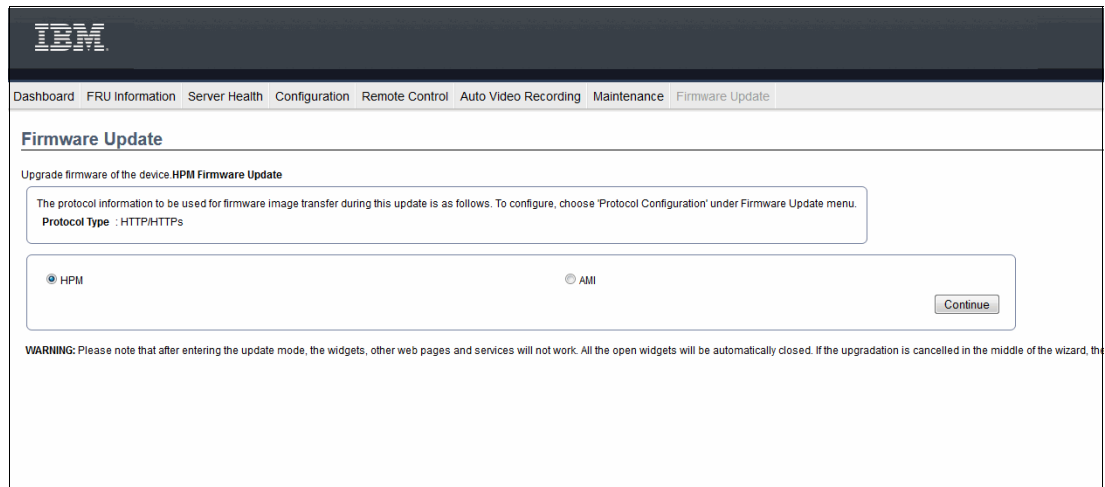 IBM.
Dashboard FRU Information Server Health Configuration Remote Control Auto Video Recording Maintenance Firmware Update
Firmware Update
Upgrade firmware of the device.HPM Firmware Update
The protocol information to be used for firmware image transfer during this update is as follows. To configure, choose 'Protocol Configuration' under Firmware Update menu.
Protocol Type : HTTP/HTTPs
HPM AMI
Continue
WARNING: Please note that after entering the update mode, the widgets, other web pages and services will not work. All the open widgets will be automatically closed. If the upgradation is cancelled in the middle of the wizard, the